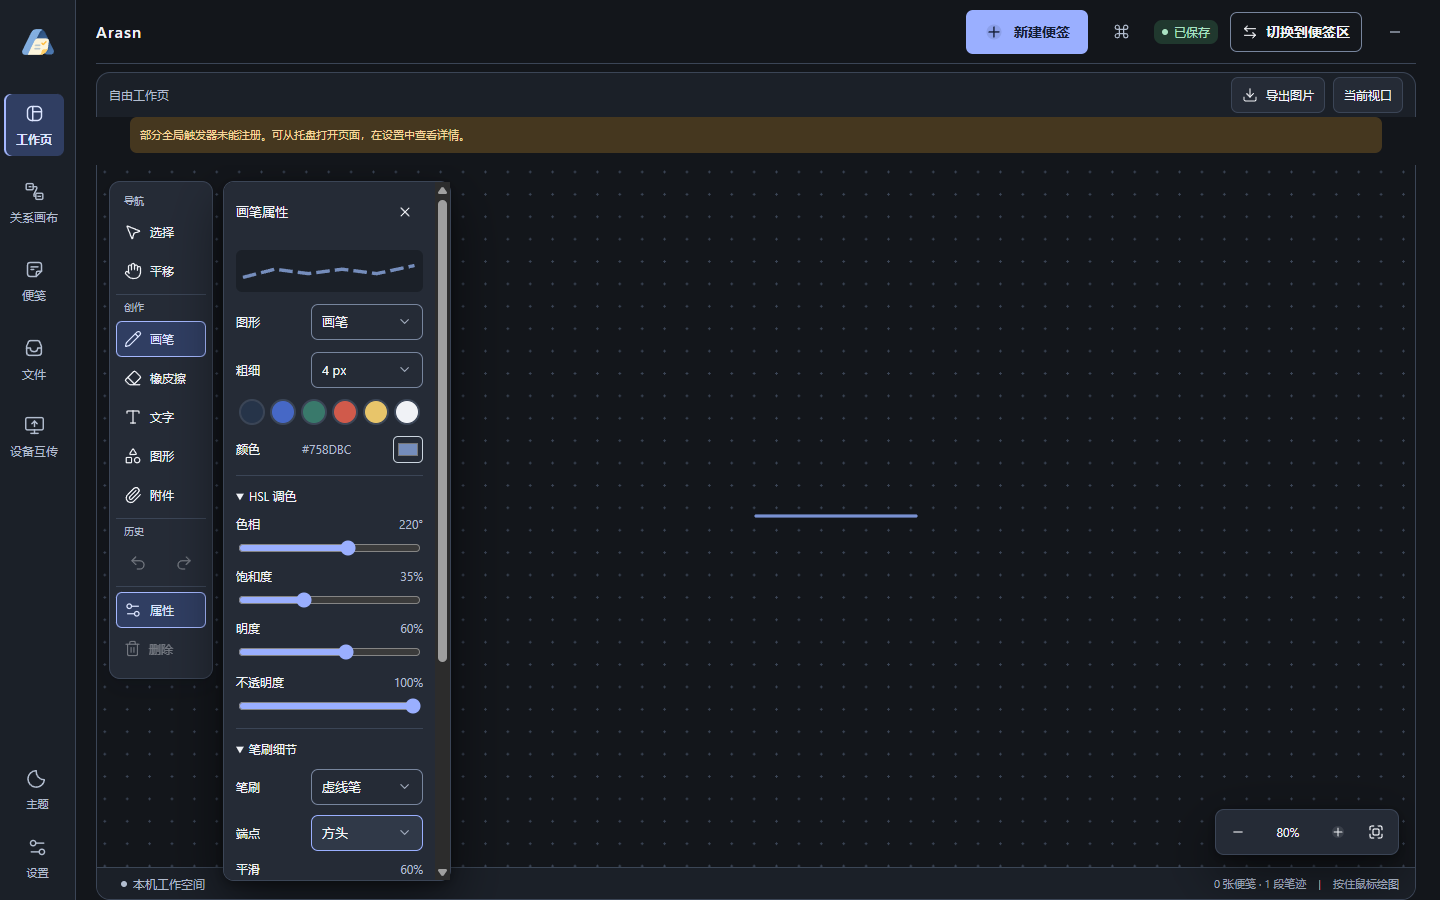 Arasn
新建便签
已保存
切换到便签区
工作页
关系画布
便笺
文件
设备互传
主题
设置
自由工作页
导出图片
当前视口
部分全局触发器未能注册。可从托盘打开页面，在设置中查看详情。
导航
选择
平移
创作
画笔
橡皮擦
文字
图形
附件
历史
属性
删除
画笔属性
图形
画笔
粗细
4 px
颜色
#758DBC
HSL 调色
色相
220°
饱和度
35%
明度
60%
不透明度
100%
笔刷细节
笔刷
虚线笔
端点
方头
平滑
60%
80%
本机工作空间
0 张便笺 · 1 段笔迹 | 按住鼠标绘图